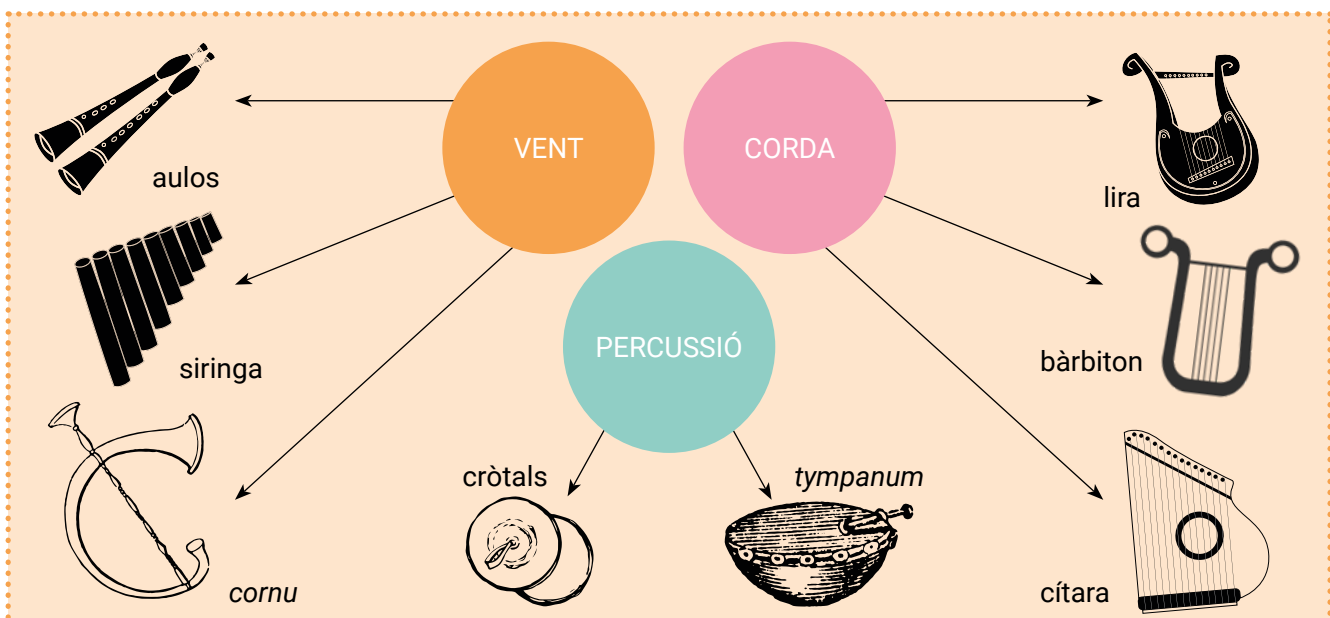 VENT
CORDA
PERCUSSIÓ
aulos
siringa
cornu
cròtals
tympanum
lira
bàrbiton
cítara